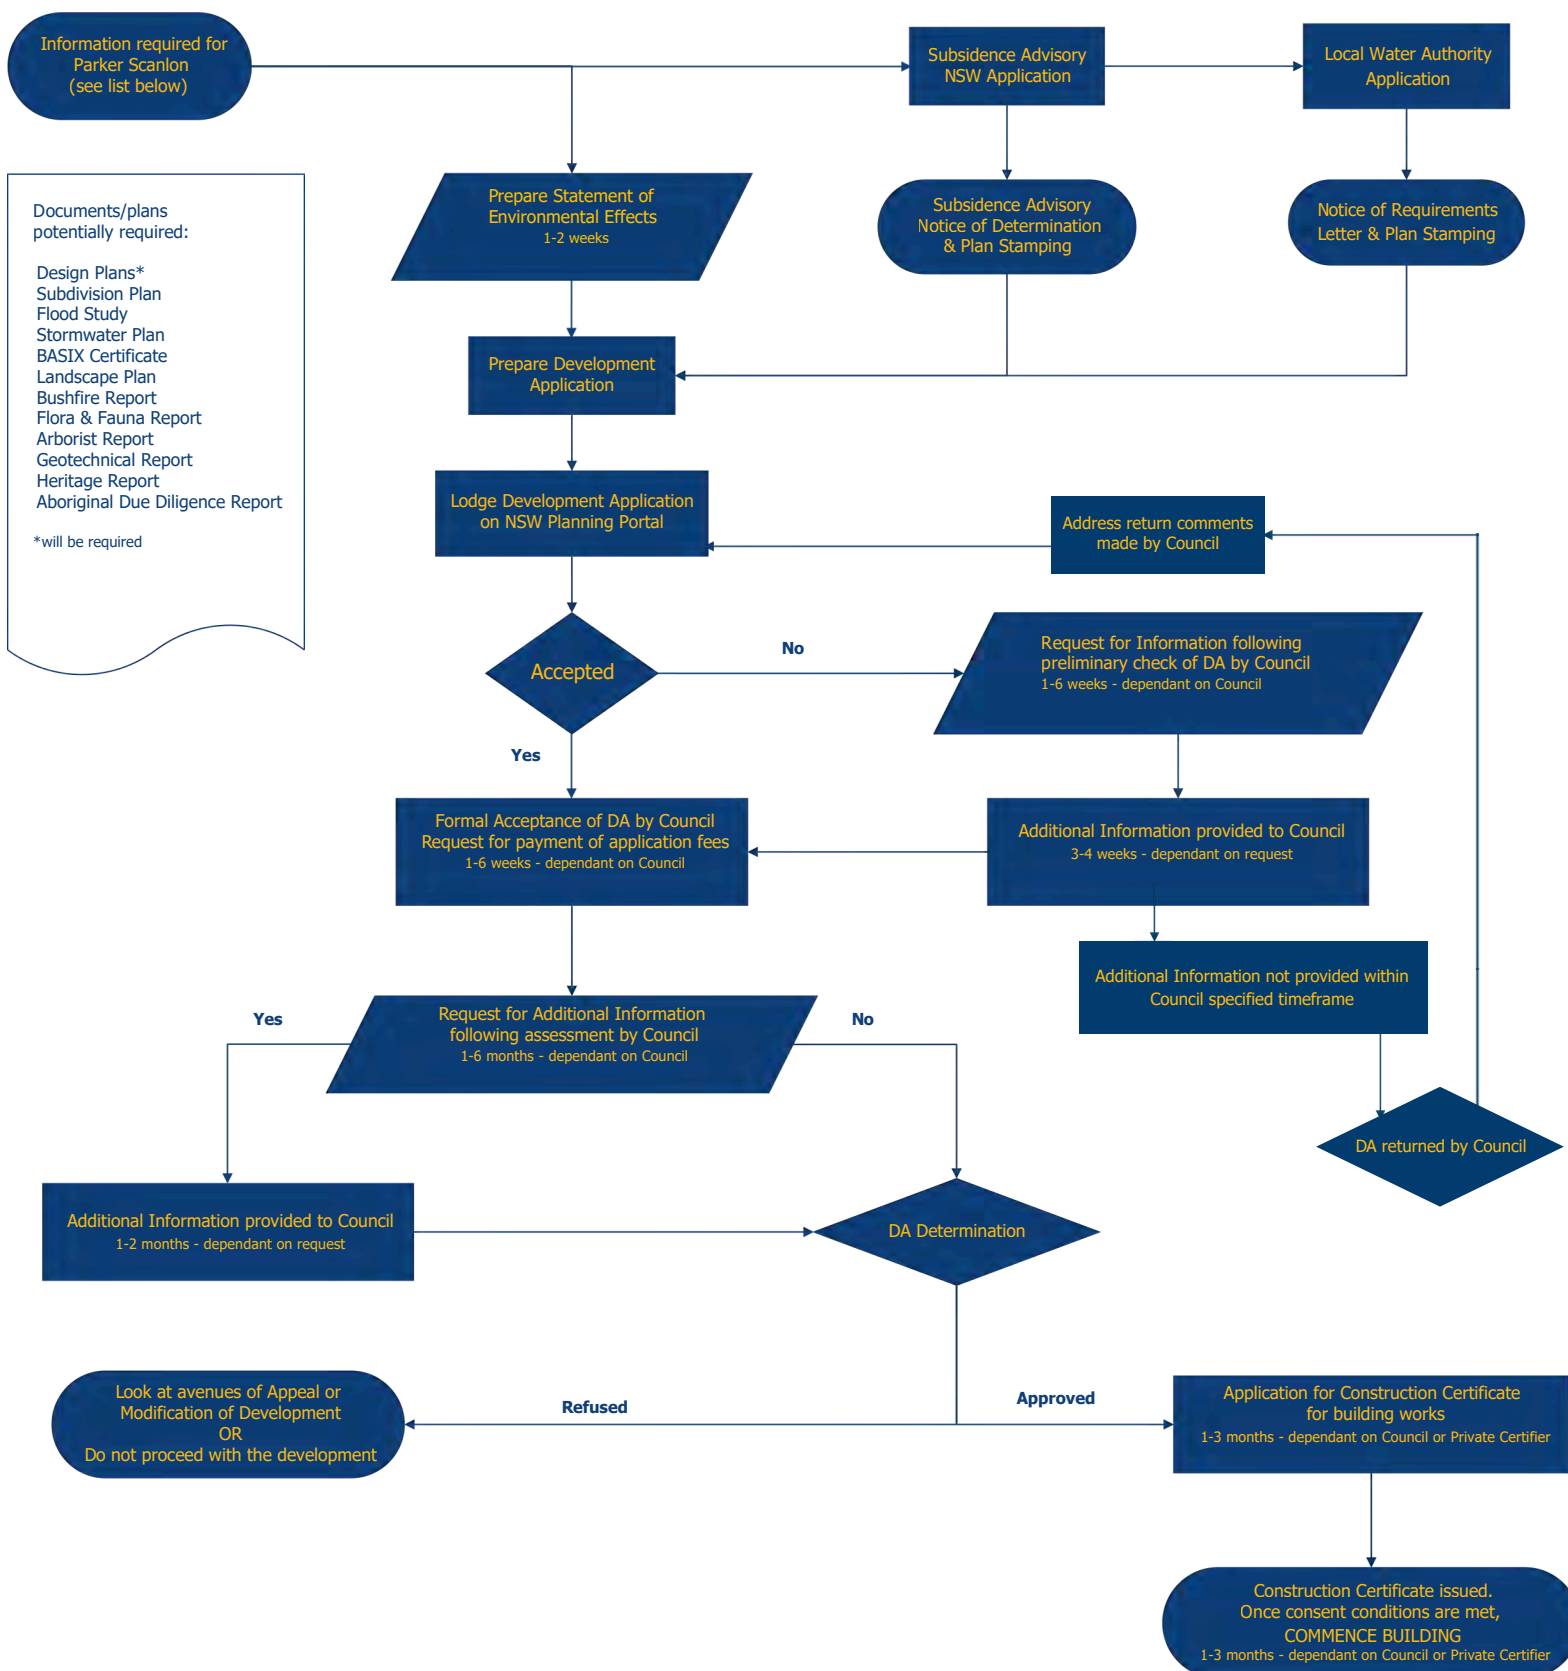 Information required for
Parker Scanlon
(see list below)
Subsidence Advisory
NSW Application
Local Water Authority
Application
Documents/plans
potentially required:
Design Plans*
Subdivision Plan
Flood Study
Stormwater Plan
BASIX Certificate
Landscape Plan
Bushfire Report
Flora & Fauna Report
Arborist Report
Geotechnical Report
Heritage Report
Aboriginal Due Diligence Report
*will be required
Prepare Statement of
Environmental Effects
1-2 weeks
Subsidence Advisory
Notice of Determination
& Plan Stamping
Notice of Requirements
Letter & Plan Stamping
Prepare Development
Application
Lodge Development Application
on NSW Planning Portal
Address return comments
made by Council
Accepted
No
Request for Information following
preliminary check of DA by Council
1-6 weeks - dependant on Council
Yes
Formal Acceptance of DA by Council
Request for payment of application fees
1-6 weeks - dependant on Council
Additional Information provided to Council
3-4 weeks - dependant on request
Additional Information not provided within
Council specified timeframe
Yes
Request for Additional Information
following assessment by Council
1-6 months - dependant on Council
No
DA returned by Council
Additional Information provided to Council
1-2 months - dependant on request
DA Determination
Look at avenues of Appeal or
Modification of Development
OR
Do not proceed with the development
Refused
Approved
Application for Construction Certificate
for building works
1-3 months - dependant on Council or Private Certifier
Construction Certificate issued.
Once consent conditions are met,
COMMENCE BUILDING
1-3 months - dependant on Council or Private Certifier